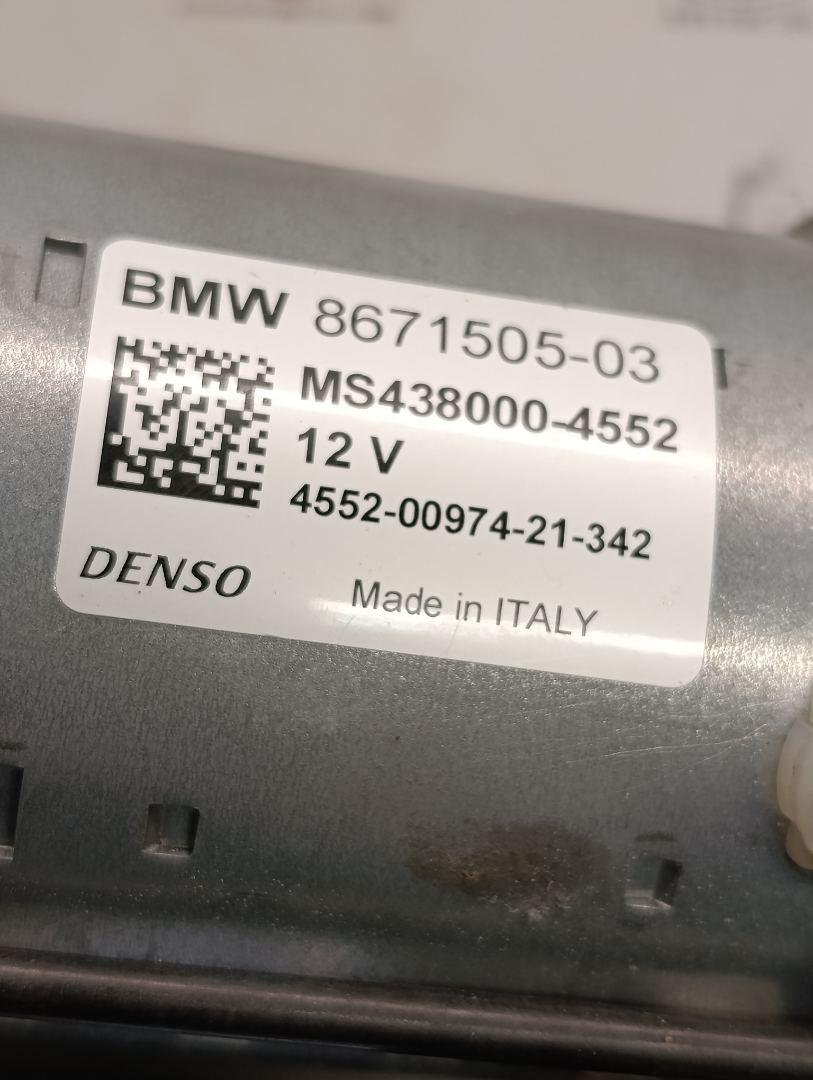 BMW 8671505-03
MS438000-4552
12 V
4552-00974-21-342
DENSO
Made in ITALY